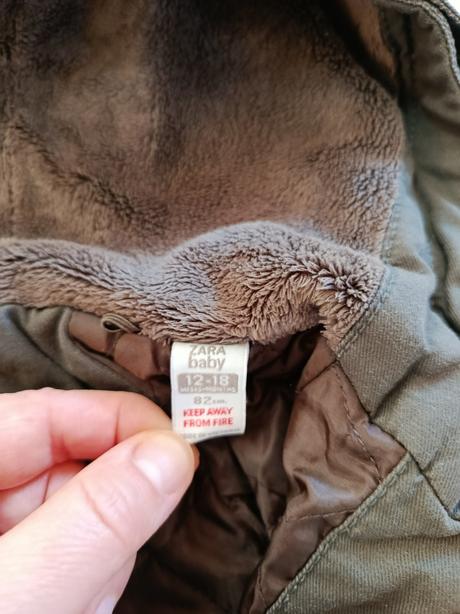 ZARA
baby
12-18
82 cm.
KEEP AWAY
FROM FIRE